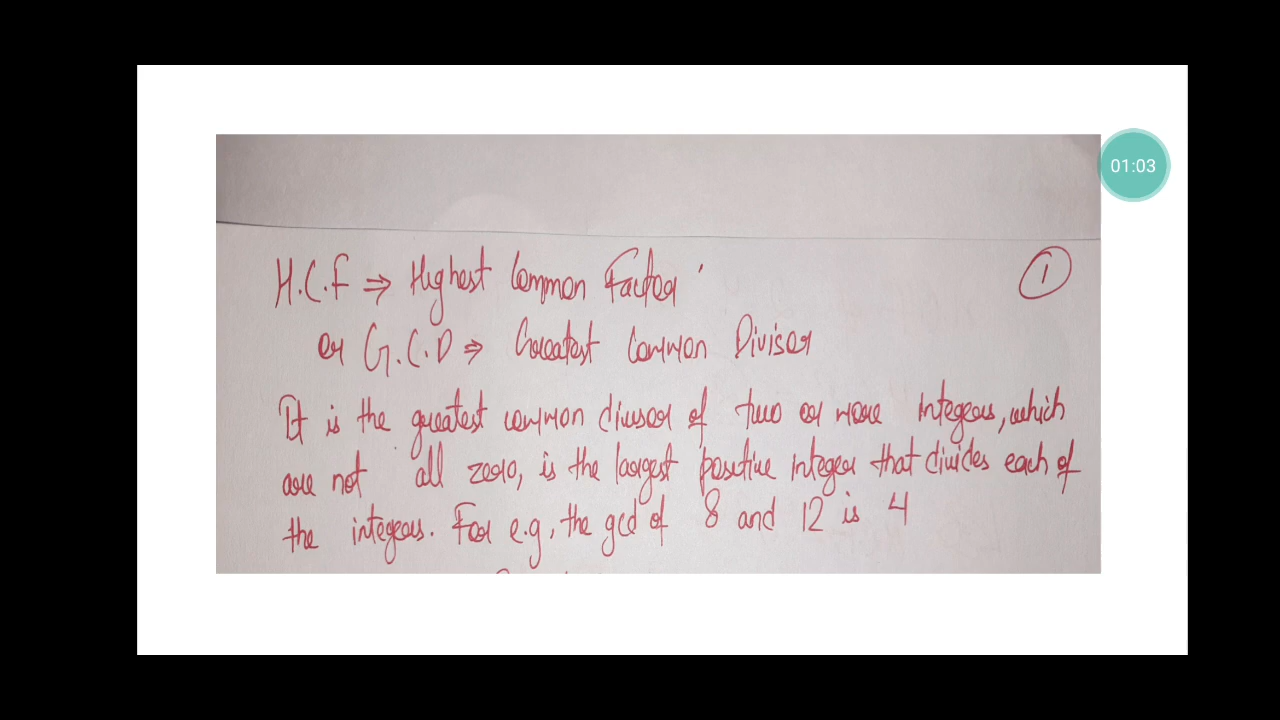 01:03
H.C.F ⇒ Highest Common Factor
①
or G.C.D ⇒ Greatest Common Divisor
It is the greatest common divisor of two or more Integers, which
are not all zero, is the largest positive integer that divides each of
the integers. For e.g, the gcd of 8 and 12 is 4